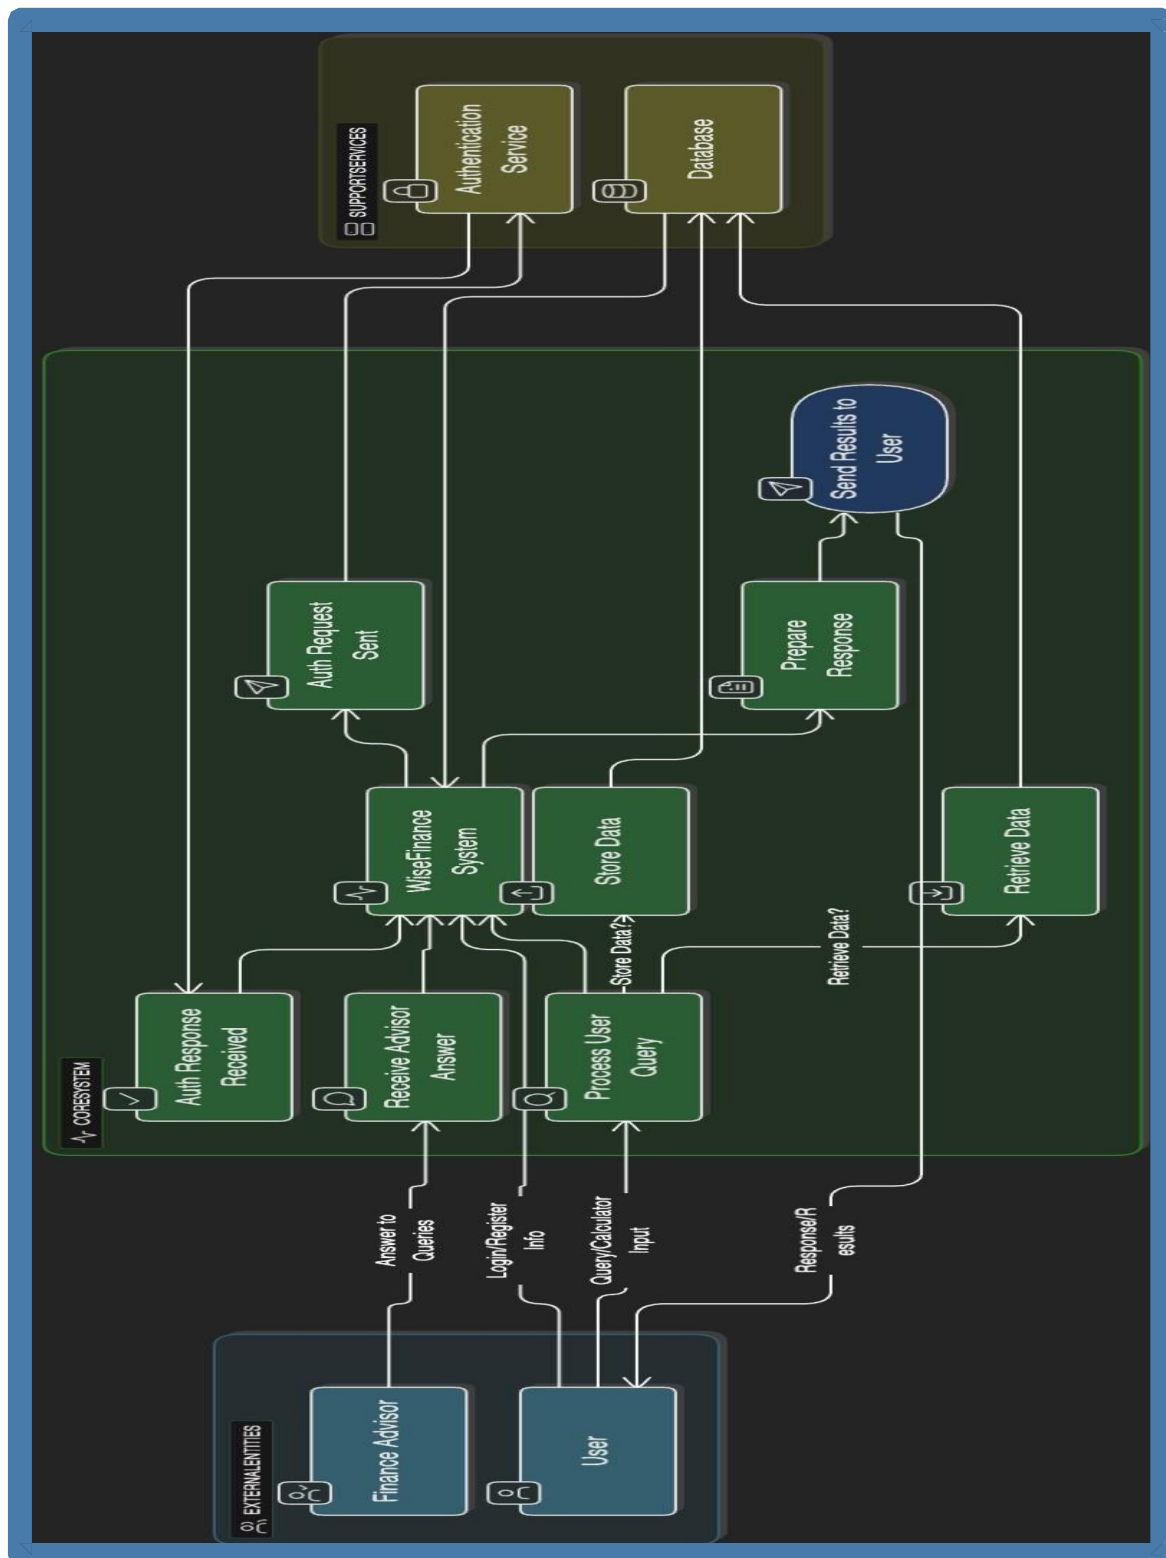 EXTERNALENTITIES
Finance Advisor
User
Answer to
Queries
Login/Register
Info
Query/Calculator
Input
Response/R
esults
CORESYSTEM
Auth Response
Received
Receive Advisor
Answer
Process User
Query
Store Data?
Retrieve Data?
WiseFinance
System
Store Data
Retrieve Data
Auth Request
Sent
Prepare
Response
Send Results to
User
SUPPORTSERVICES
Authentication
Service
Database